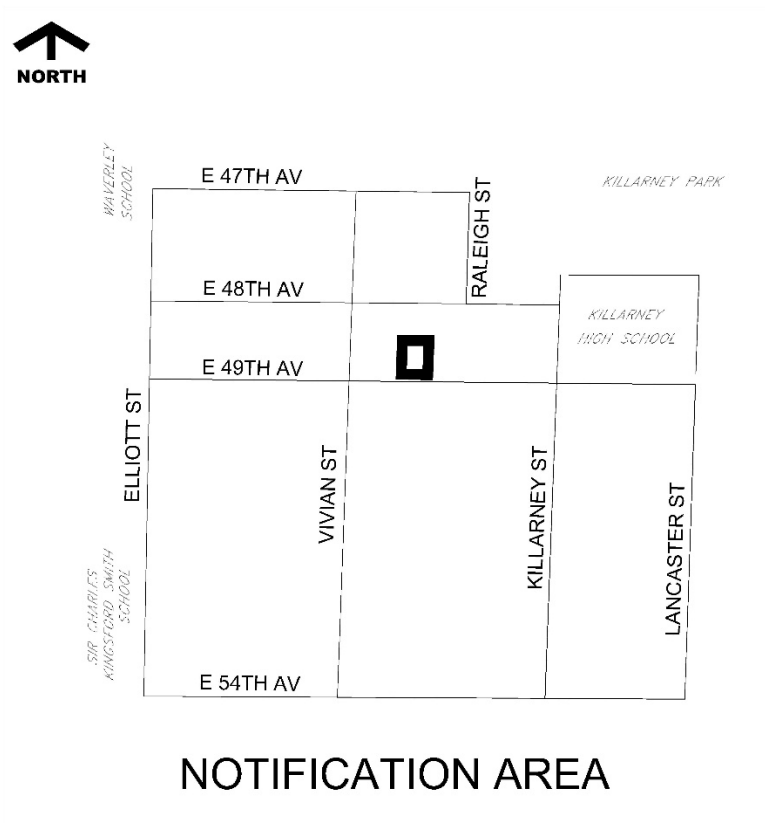 NORTH
WAVERLEY
SCHOOL
E 47TH AV
RALEIGH ST
KILLARNEY PARK
E 48TH AV
KILLARNEY
HIGH SCHOOL
E 49TH AV
ELLIOTT ST
VIVIAN ST
KILLARNEY ST
LANCASTER ST
SIR CHARLES
KINGSFORD SMITH
SCHOOL
E 54TH AV
NOTIFICATION AREA